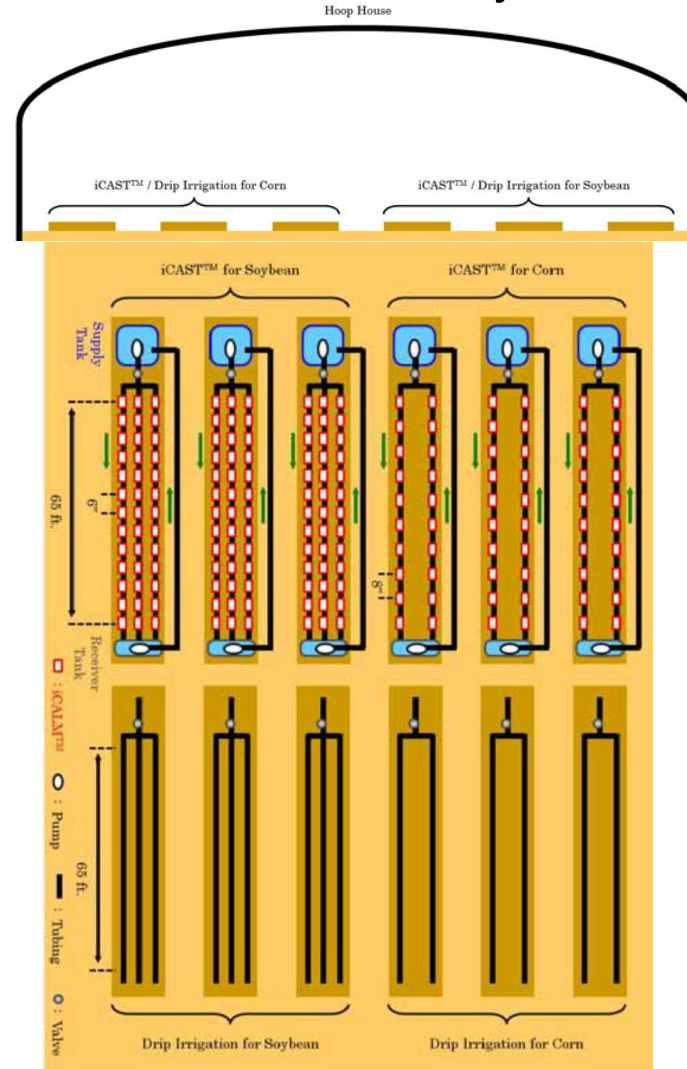 Hoop House
iCAST™ / Drip Irrigation for Corn
iCAST™ / Drip Irrigation for Soybean
iCAST™ for Soybean
iCAST™ for Corn
Supply
Tank
65 ft.
6"
8"
Receiver
Tank
: iCALM™
: Pump
: Tubing
: Valve
65 ft.
Drip Irrigation for Soybean
Drip Irrigation for Corn